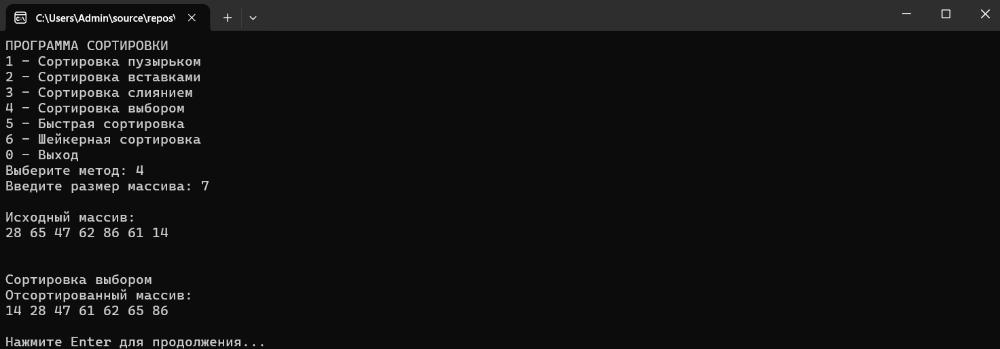 C:\Users\Admin\source\repos\
ПРОГРАММА СОРТИРОВКИ
1 - Сортировка пузырьком
2 - Сортировка вставками
3 - Сортировка слиянием
4 - Сортировка выбором
5 - Быстрая сортировка
6 - Шейкерная сортировка
0 - Выход
Выберите метод: 4
Введите размер массива: 7
Исходный массив:
28 65 47 62 86 61 14
Сортировка выбором
Отсортированный массив:
14 28 47 61 62 65 86
Нажмите Enter для продолжения...